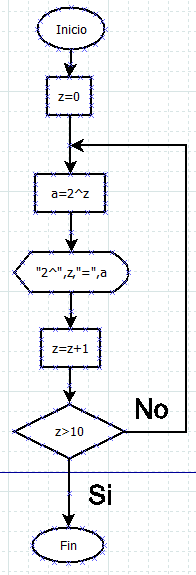 Inicio
z=0
a=2^z
"2^",z,"=",a
z=z+1
z>10
No
Si
Fin